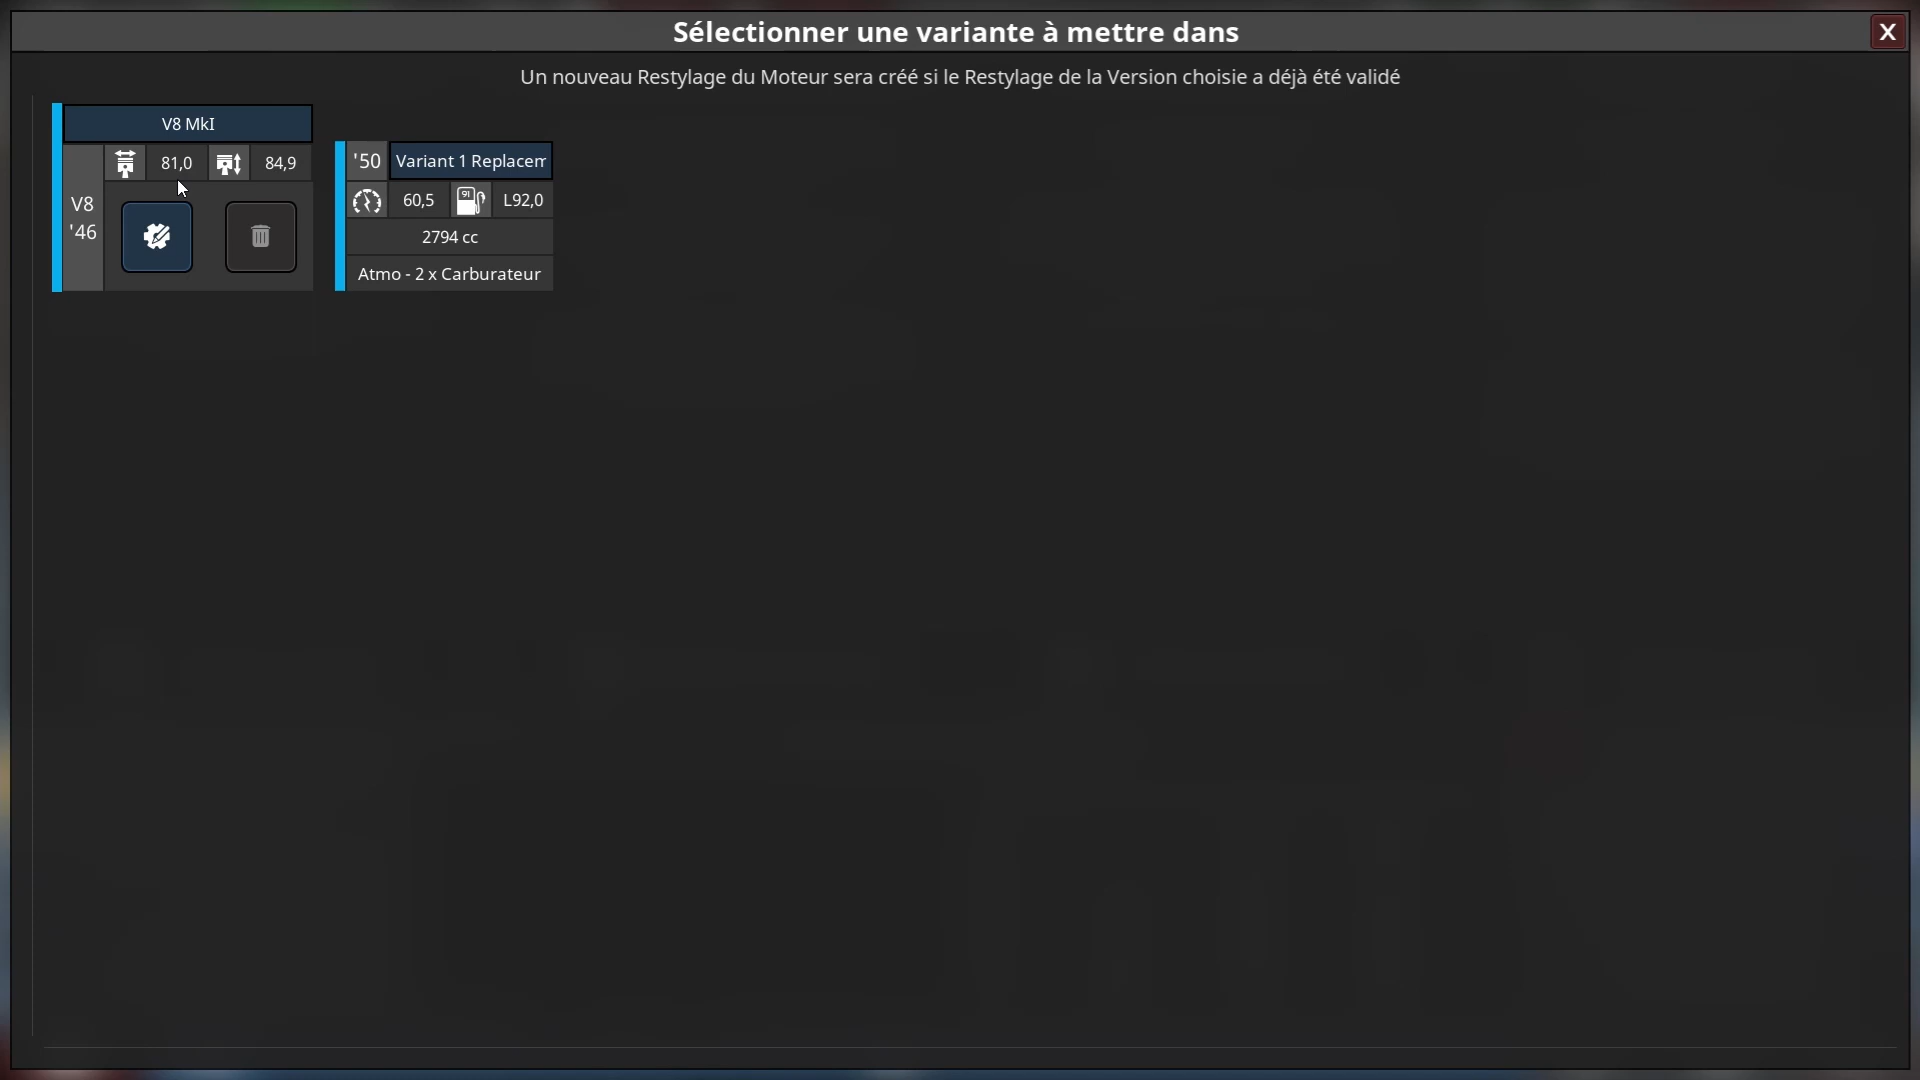 Sélectionner une variante à mettre dans
X
Un nouveau Restylage du Moteur sera créé si le Restylage de la Version choisie a déjà été validé
V8 MkI
81,0
84,9
V8
'46
'50
Variant 1 Replacem
60,5
91
L92,0
2794 cc
Atmo - 2 x Carburateur